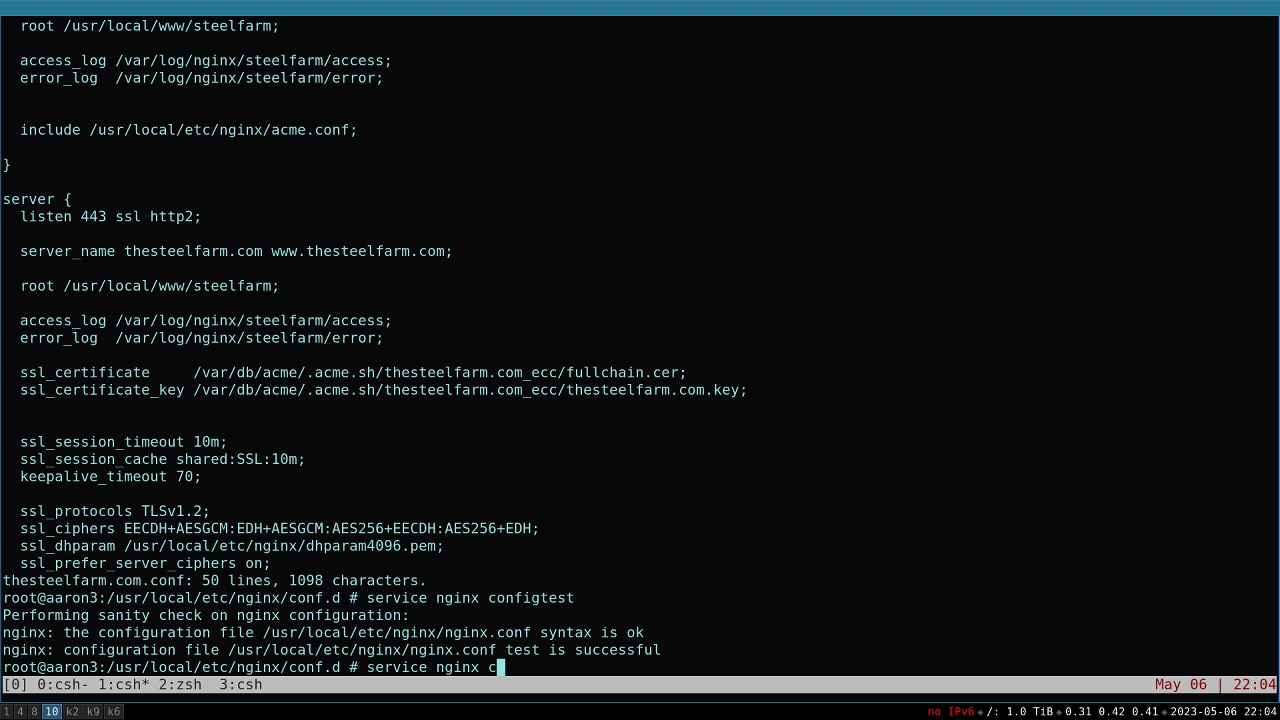 root /usr/local/www/steelfarm;
access_log /var/log/nginx/steelfarm/access;
error_log  /var/log/nginx/steelfarm/error;
include /usr/local/etc/nginx/acme.conf;
}
server {
listen 443 ssl http2;
server_name thesteelfarm.com www.thesteelfarm.com;
root /usr/local/www/steelfarm;
access_log /var/log/nginx/steelfarm/access;
error_log  /var/log/nginx/steelfarm/error;
ssl_certificate     /var/db/acme/.acme.sh/thesteelfarm.com_ecc/fullchain.cer;
ssl_certificate_key /var/db/acme/.acme.sh/thesteelfarm.com_ecc/thesteelfarm.com.key;
ssl_session_timeout 10m;
ssl_session_cache shared:SSL:10m;
keepalive_timeout 70;
ssl_protocols TLSv1.2;
ssl_ciphers EECDH+AESGCM:EDH+AESGCM:AES256+EECDH:AES256+EDH;
ssl_dhparam /usr/local/etc/nginx/dhparam4096.pem;
ssl_prefer_server_ciphers on;
thesteelfarm.com.conf: 50 lines, 1098 characters.
root@aaron3:/usr/local/etc/nginx/conf.d # service nginx configtest
Performing sanity check on nginx configuration:
nginx: the configuration file /usr/local/etc/nginx/nginx.conf syntax is ok
nginx: configuration file /usr/local/etc/nginx/nginx.conf test is successful
root@aaron3:/usr/local/etc/nginx/conf.d # service nginx c
[0] 0:csh- 1:csh* 2:zsh  3:csh May 06 | 22:04
1 4 8 10 k2 k9 k6 no IPv6 /: 1.0 TiB 0.31 0.42 0.41 2023-05-06 22:04